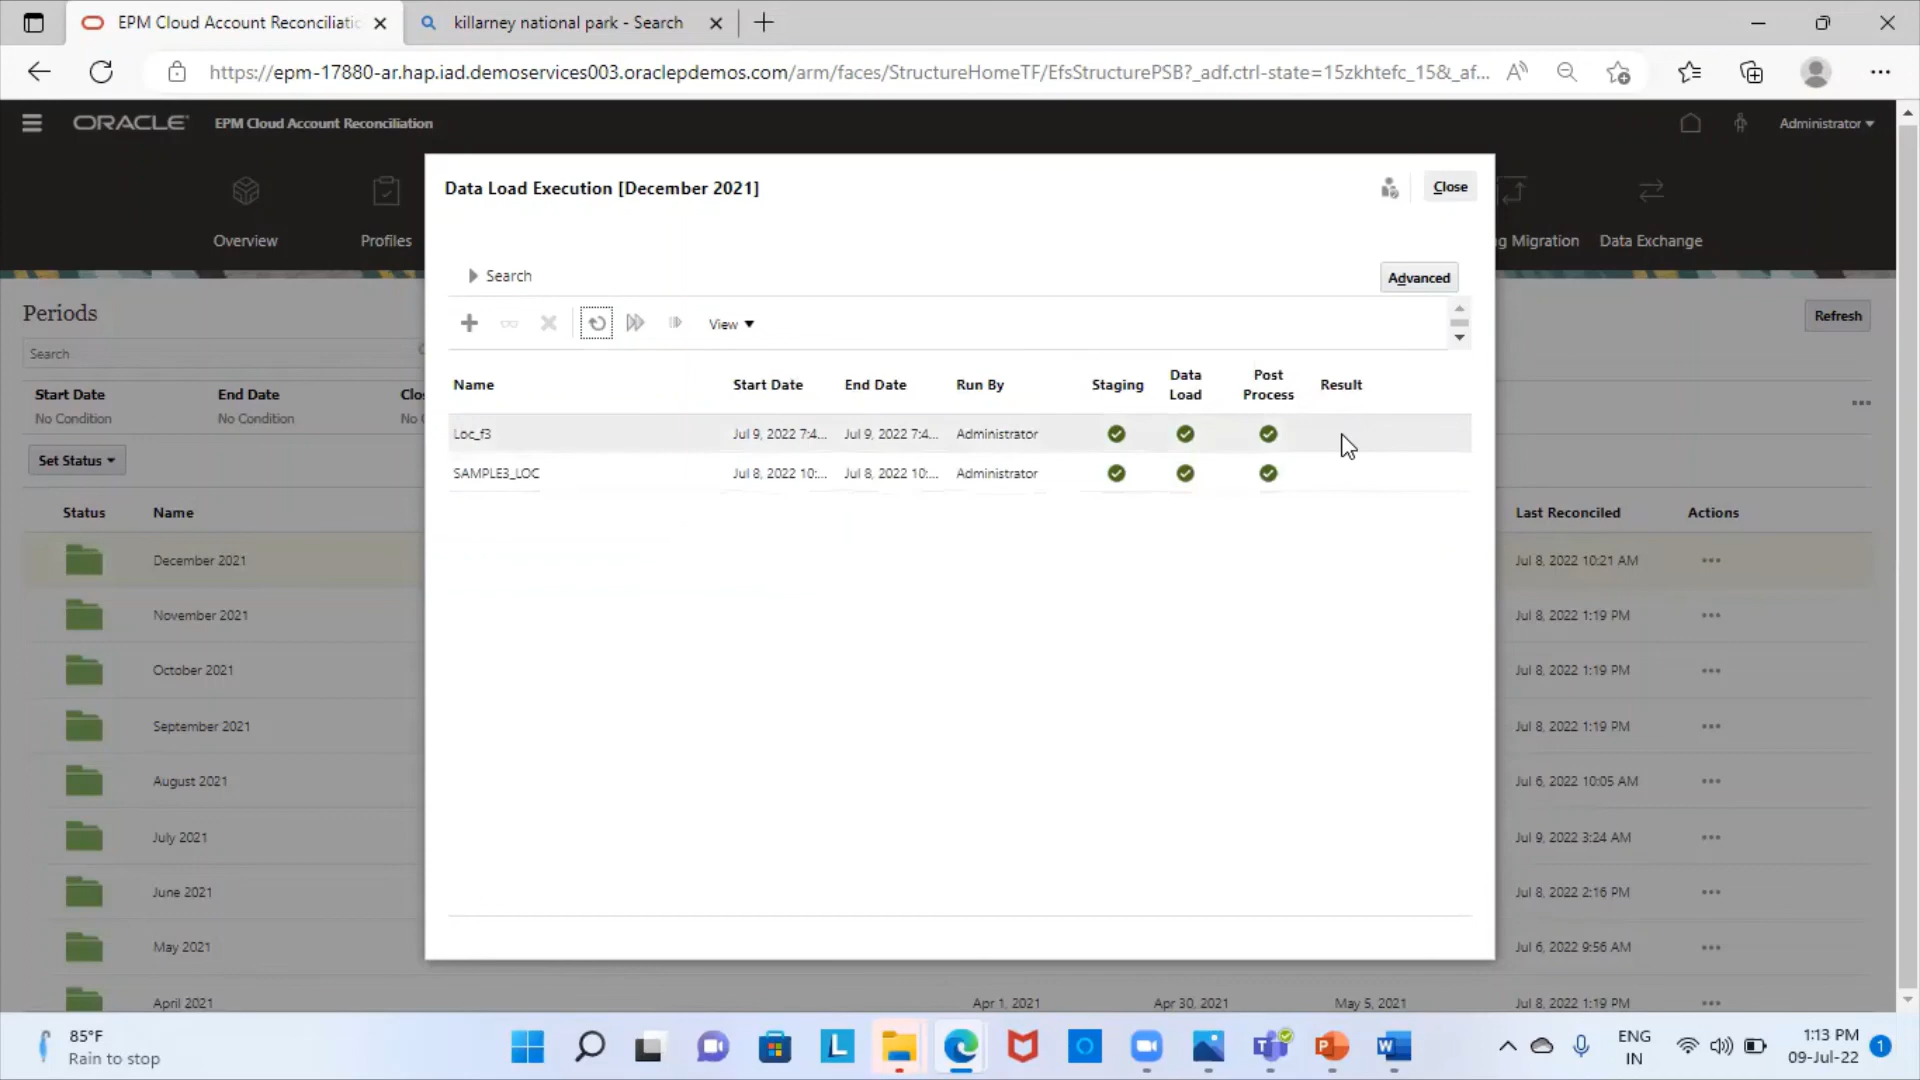 EPM Cloud Account Reconciliatic
killarney national park - Search
https://epm-17880-ar.hap.iad.demoservices003.oraclepdemos.com/arm/faces/StructureHomeTF/EfsStructurePSB?_adf.ctrl-state=15zkhtefc_15&_af...
ORACLE EPM Cloud Account Reconciliation
Administrator
Overview
Profiles
g Migration
Data Exchange
Data Load Execution [December 2021]
Close
Search
Advanced
View
Name Start Date End Date Run By Staging Data Load Post Process Result
Loc_f3 Jul 9, 2022 7:4... Jul 9, 2022 7:4... Administrator
SAMPLE3_LOC Jul 8, 2022 10:... Jul 8, 2022 10:... Administrator
Periods
Refresh
Search
Start Date End Date Clo
No Condition No Condition No
Set Status
Status Name Last Reconciled Actions
December 2021 Jul 8, 2022 10:21 AM
November 2021 Jul 8, 2022 1:19 PM
October 2021 Jul 8, 2022 1:19 PM
September 2021 Jul 8, 2022 1:19 PM
August 2021 Jul 6, 2022 10:05 AM
July 2021 Jul 9, 2022 3:24 AM
June 2021 Jul 8, 2022 2:16 PM
May 2021 Jul 6, 2022 9:56 AM
April 2021 Apr 1, 2021 Apr 30, 2021 May 5, 2021 Jul 8, 2022 1:19 PM
85°F
Rain to stop
ENG
IN
1:13 PM
09-Jul-22
1